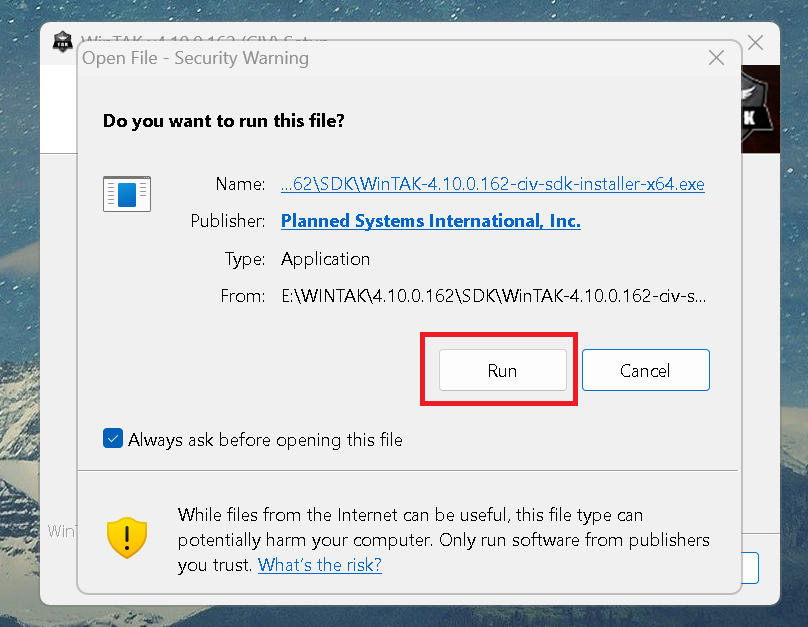 WinTAK v4.10.0.162 (CIV) Setup
Open File - Security Warning
Do you want to run this file?
Name: ...62\SDK\WinTAK-4.10.0.162-civ-sdk-installer-x64.exe
Publisher: Planned Systems International, Inc.
Type: Application
From: E:\WINTAK\4.10.0.162\SDK\WinTAK-4.10.0.162-civ-s...
Run
Cancel
Always ask before opening this file
While files from the Internet can be useful, this file type can
potentially harm your computer. Only run software from publishers
you trust. What's the risk?